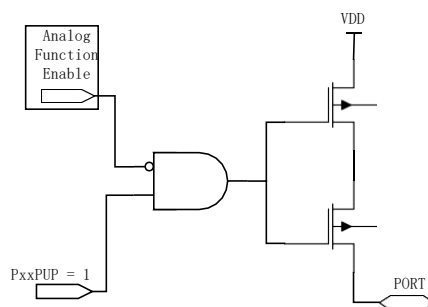 Analog
Function
Enable
VDD
PxxPUP = 1
PORT